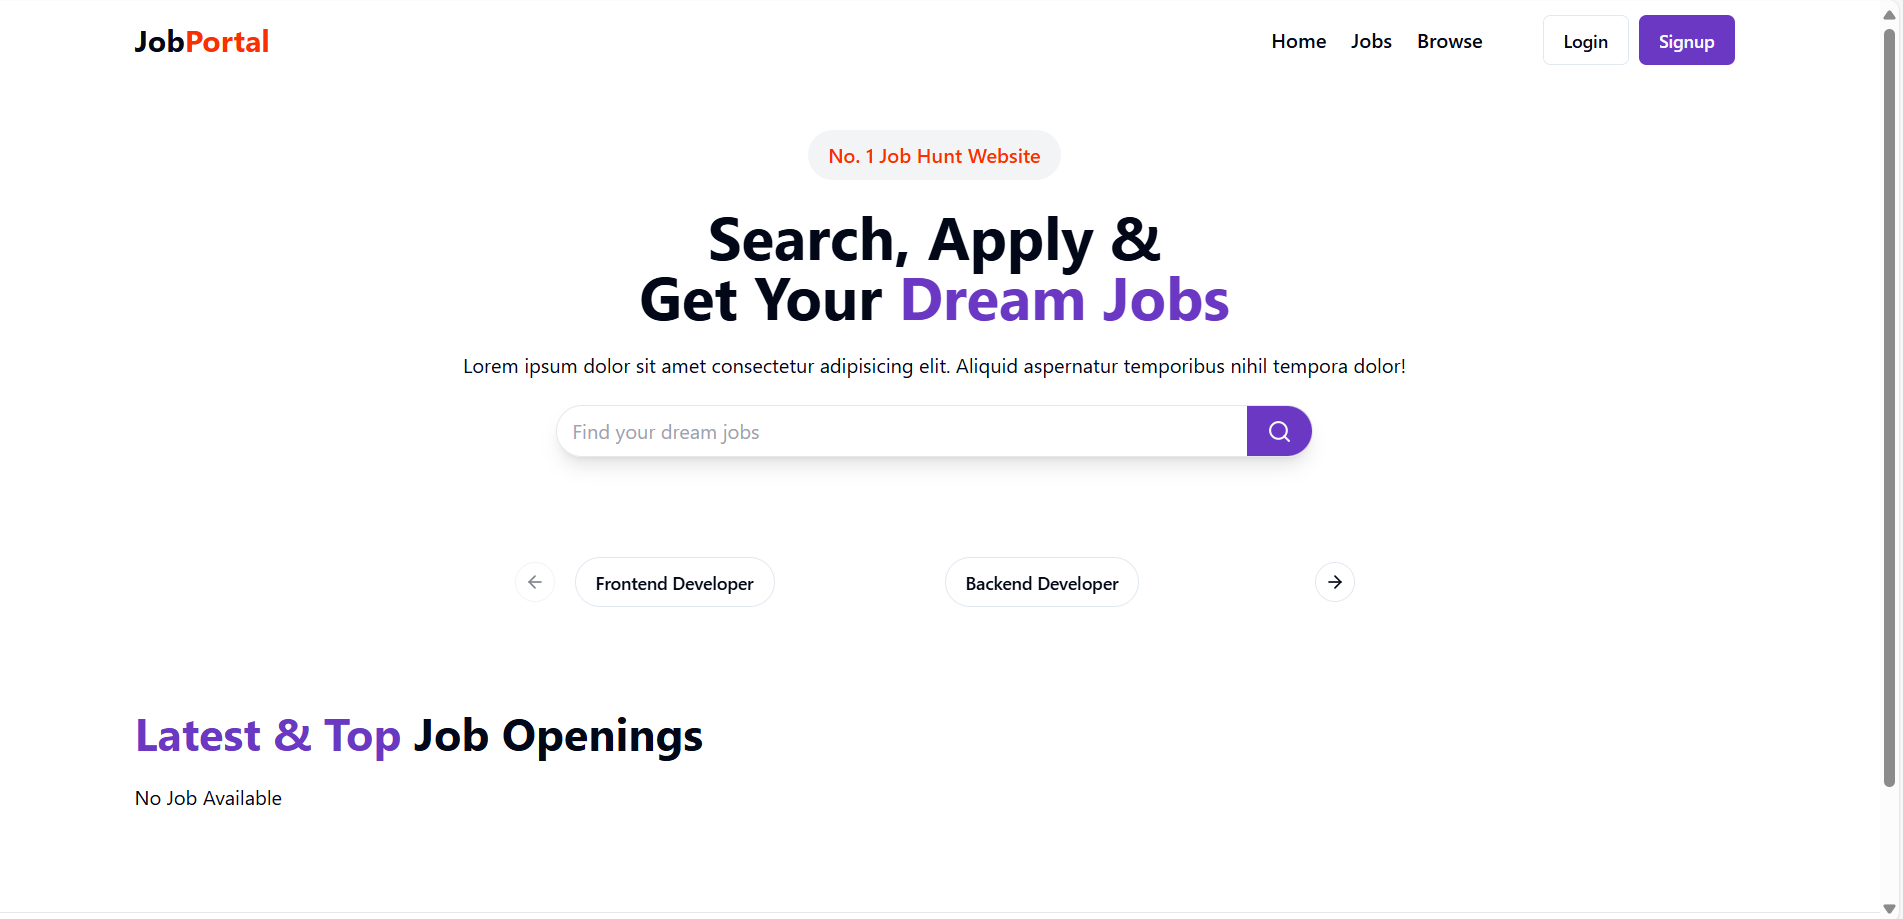 JobPortal
Home Jobs Browse Login Signup
No. 1 Job Hunt Website
Search, Apply &
Get Your Dream Jobs
Lorem ipsum dolor sit amet consectetur adipisicing elit. Aliquid aspernatur temporibus nihil tempora dolor!
Find your dream jobs
Frontend Developer Backend Developer
Latest & Top Job Openings
No Job Available